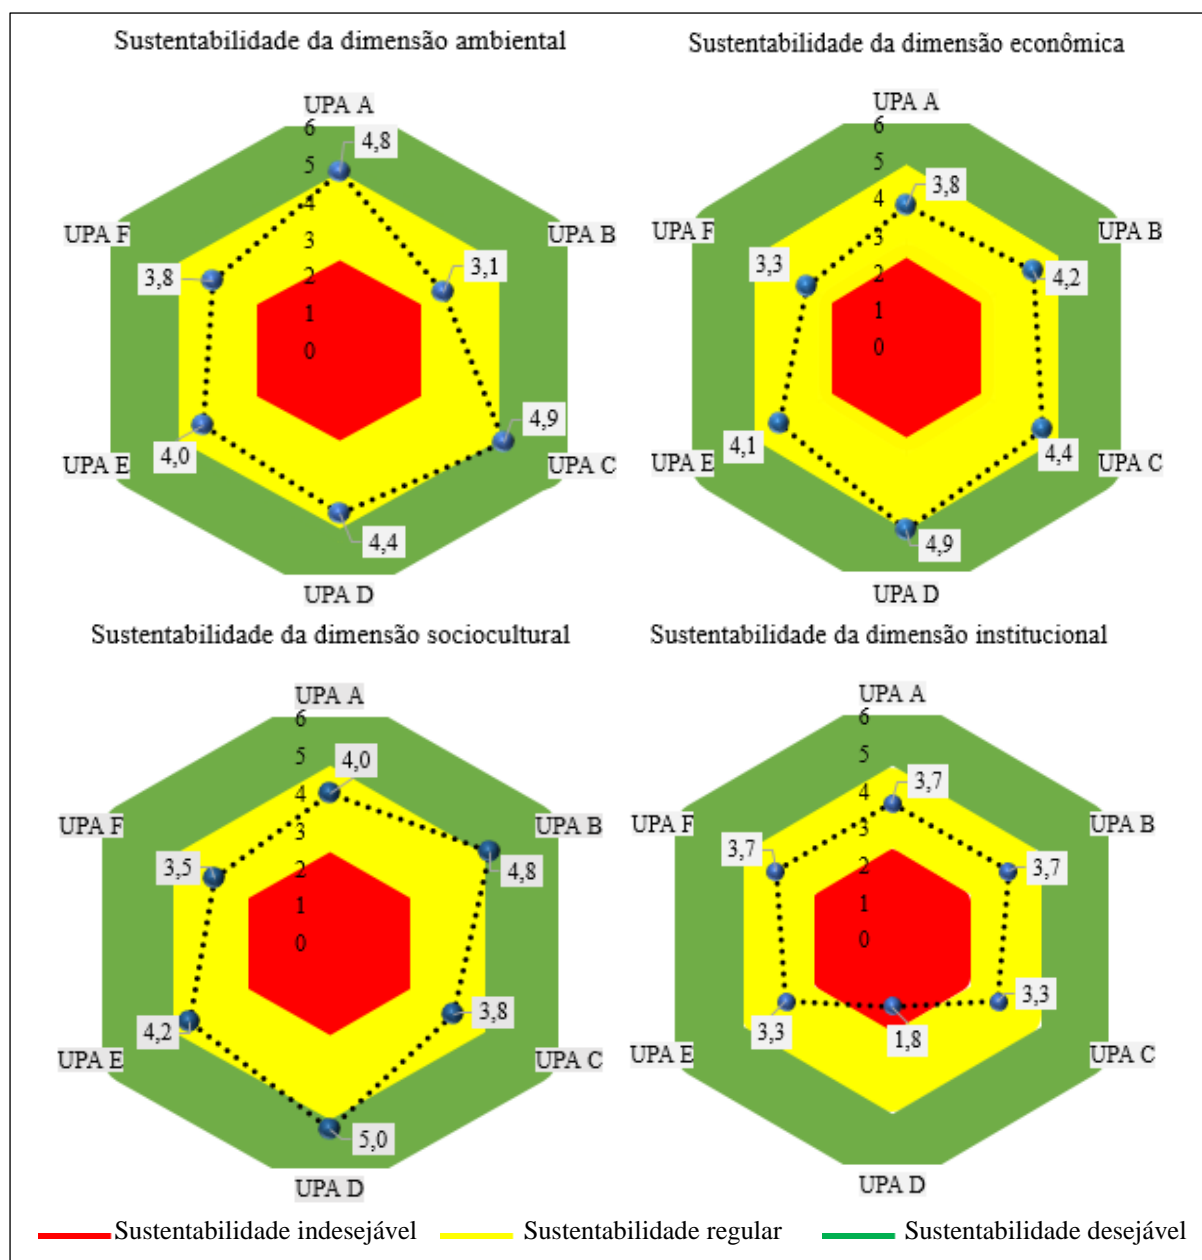 Sustentabilidade da dimensão ambiental
UPA A
6
5
4
3
2
1
0
4,8
UPA B
3,1
4,9
UPA C
4,4
UPA D
4,0
UPA E
3,8
UPA F
Sustentabilidade da dimensão econômica
UPA A
6
5
4
3
2
1
0
3,8
UPA B
4,2
4,4
UPA C
4,9
UPA D
4,1
UPA E
3,3
UPA F
Sustentabilidade da dimensão sociocultural
UPA A
6
5
4
3
2
1
0
4,0
UPA B
4,8
3,8
UPA C
5,0
UPA D
4,2
UPA E
3,5
UPA F
Sustentabilidade da dimensão institucional
UPA A
6
5
4
3
2
1
0
3,7
UPA B
3,7
3,3
UPA C
1,8
UPA D
3,3
UPA E
3,7
UPA F
Sustentabilidade indesejável
Sustentabilidade regular
Sustentabilidade desejável